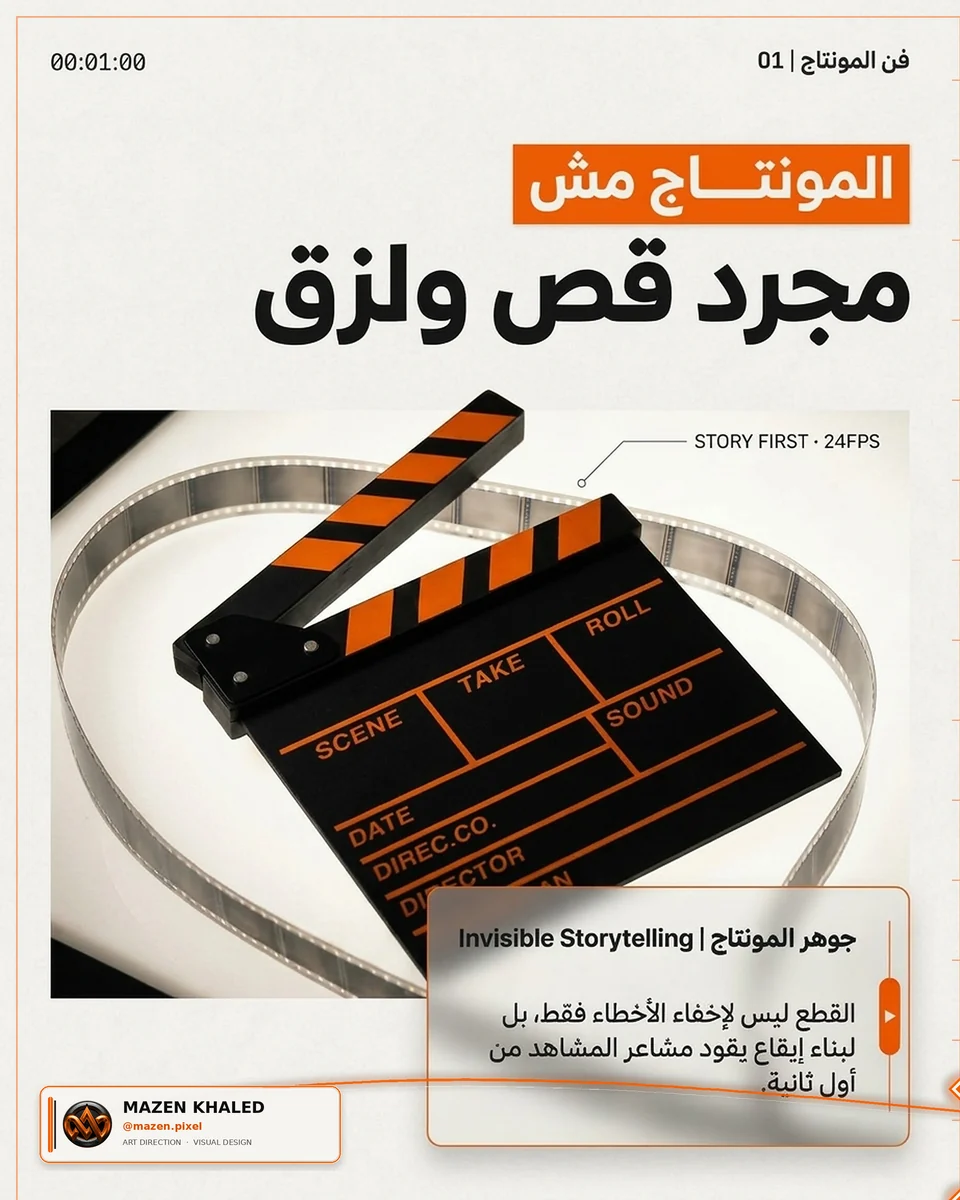 فن المونتاج | 01
00:01:00
المونتـــاج مش
مجرد قص ولزق
STORY FIRST · 24FPS
ROLL
TAKE
SCENE
SOUND
DATE
DIREC.CO.
DIRECTOR
جوهر المونتاج | Invisible Storytelling
القطع ليس لإخفاء الأخطاء فقط، بل
لبناء إيقاع يقود مشاعر المشاهد من
أول ثانية.
MAZEN KHALED
@mazen.pixel
ART DIRECTION · VISUAL DESIGN